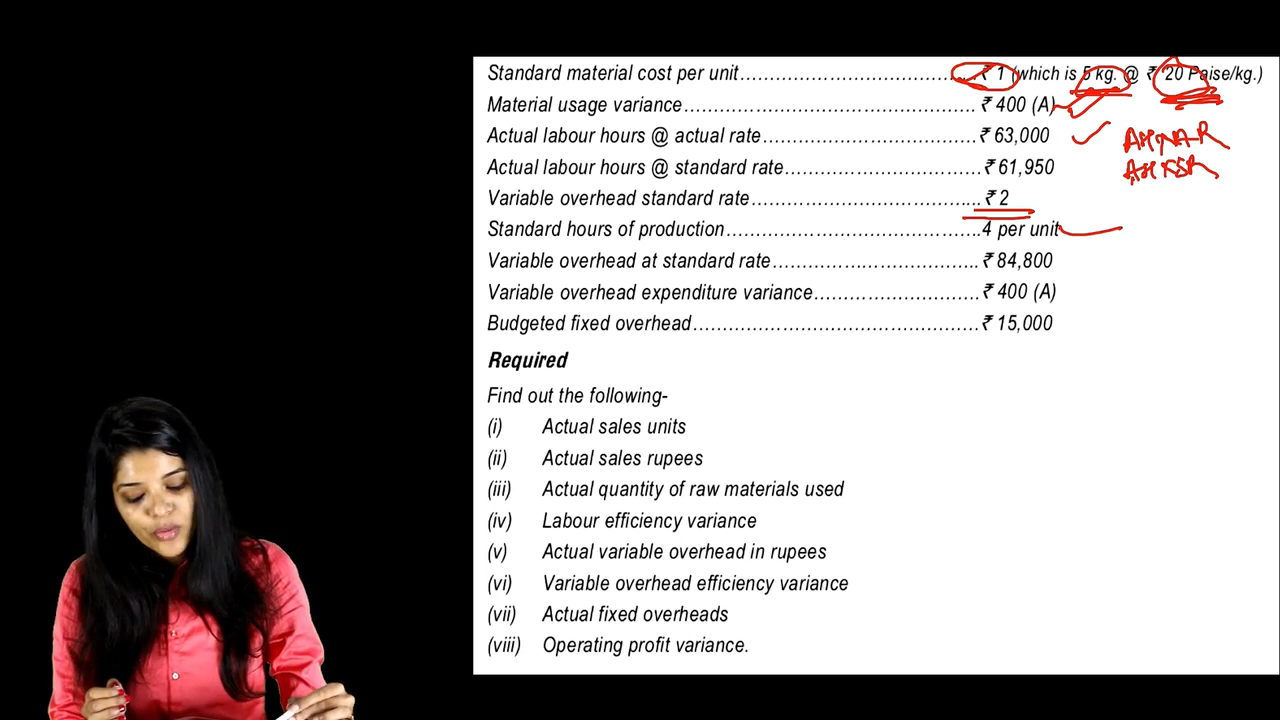 Standard material cost per unit........................................₹ 1 (which is 5 kg. @ ₹ 20 Paise/kg.)
Material usage variance.................................................. ₹ 400 (A)
Actual labour hours @ actual rate.....................................₹ 63,000
AH × AR
Actual labour hours @ standard rate.................................₹ 61,950
AH × SR
Variable overhead standard rate.......................................₹ 2
Standard hours of production............................................4 per unit
Variable overhead at standard rate................................... ₹ 84,800
Variable overhead expenditure variance............................ ₹ 400 (A)
Budgeted fixed overhead.................................................₹ 15,000
Required
Find out the following-
(i) Actual sales units
(ii) Actual sales rupees
(iii) Actual quantity of raw materials used
(iv) Labour efficiency variance
(v) Actual variable overhead in rupees
(vi) Variable overhead efficiency variance
(vii) Actual fixed overheads
(viii) Operating profit variance.